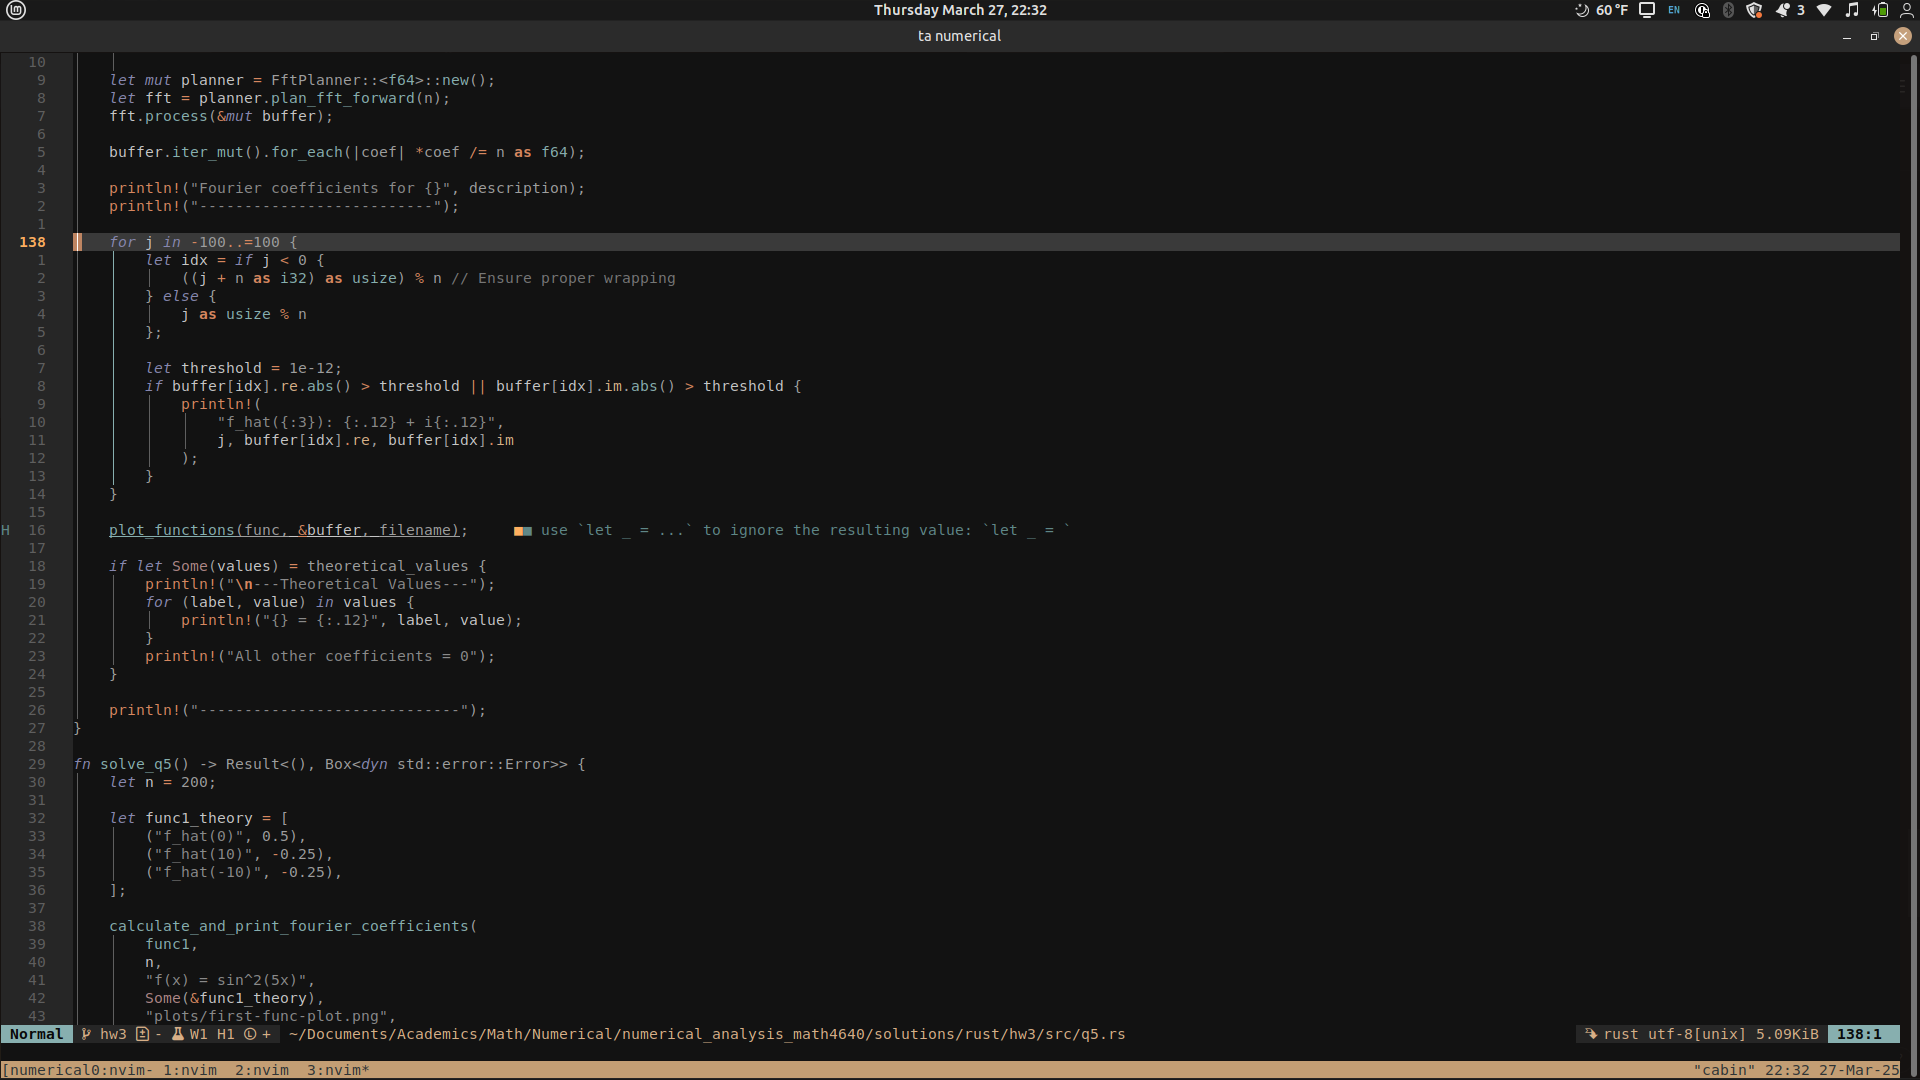 Thursday March 27, 22:32
60 °F EN 3
ta numerical
10
9 let mut planner = FftPlanner::<f64>::new();
8 let fft = planner.plan_fft_forward(n);
7 fft.process(&mut buffer);
6
5 buffer.iter_mut().for_each(|coef| *coef /= n as f64);
4
3 println!("Fourier coefficients for {}", description);
2 println!("--------------------------");
1
138 for j in -100..=100 {
1 let idx = if j < 0 {
2 ((j + n as i32) as usize) % n // Ensure proper wrapping
3 } else {
4 j as usize % n
5 };
6
7 let threshold = 1e-12;
8 if buffer[idx].re.abs() > threshold || buffer[idx].im.abs() > threshold {
9 println!(
10 "f_hat({:3}): {:.12} + i{:.12}",
11 j, buffer[idx].re, buffer[idx].im
12 );
13 }
14 }
15
H 16 plot_functions(func, &buffer, filename); ■■ use `let _ = ...` to ignore the resulting value: `let _ = `
17
18 if let Some(values) = theoretical_values {
19 println!("\n---Theoretical Values---");
20 for (label, value) in values {
21 println!("{} = {:.12}", label, value);
22 }
23 println!("All other coefficients = 0");
24 }
25
26 println!("-----------------------------");
27 }
28
29 fn solve_q5() -> Result<(), Box<dyn std::error::Error>> {
30 let n = 200;
31
32 let func1_theory = [
33 ("f_hat(0)", 0.5),
34 ("f_hat(10)", -0.25),
35 ("f_hat(-10)", -0.25),
36 ];
37
38 calculate_and_print_fourier_coefficients(
39 func1,
40 n,
41 "f(x) = sin^2(5x)",
42 Some(&func1_theory),
43 "plots/first-func-plot.png",
Normal hw3 - W1 H1 + ~/Documents/Academics/Math/Numerical/numerical_analysis_math4640/solutions/rust/hw3/src/q5.rs rust utf-8[unix] 5.09KiB 138:1
[numerical0:nvim- 1:nvim 2:nvim 3:nvim* "cabin" 22:32 27-Mar-25